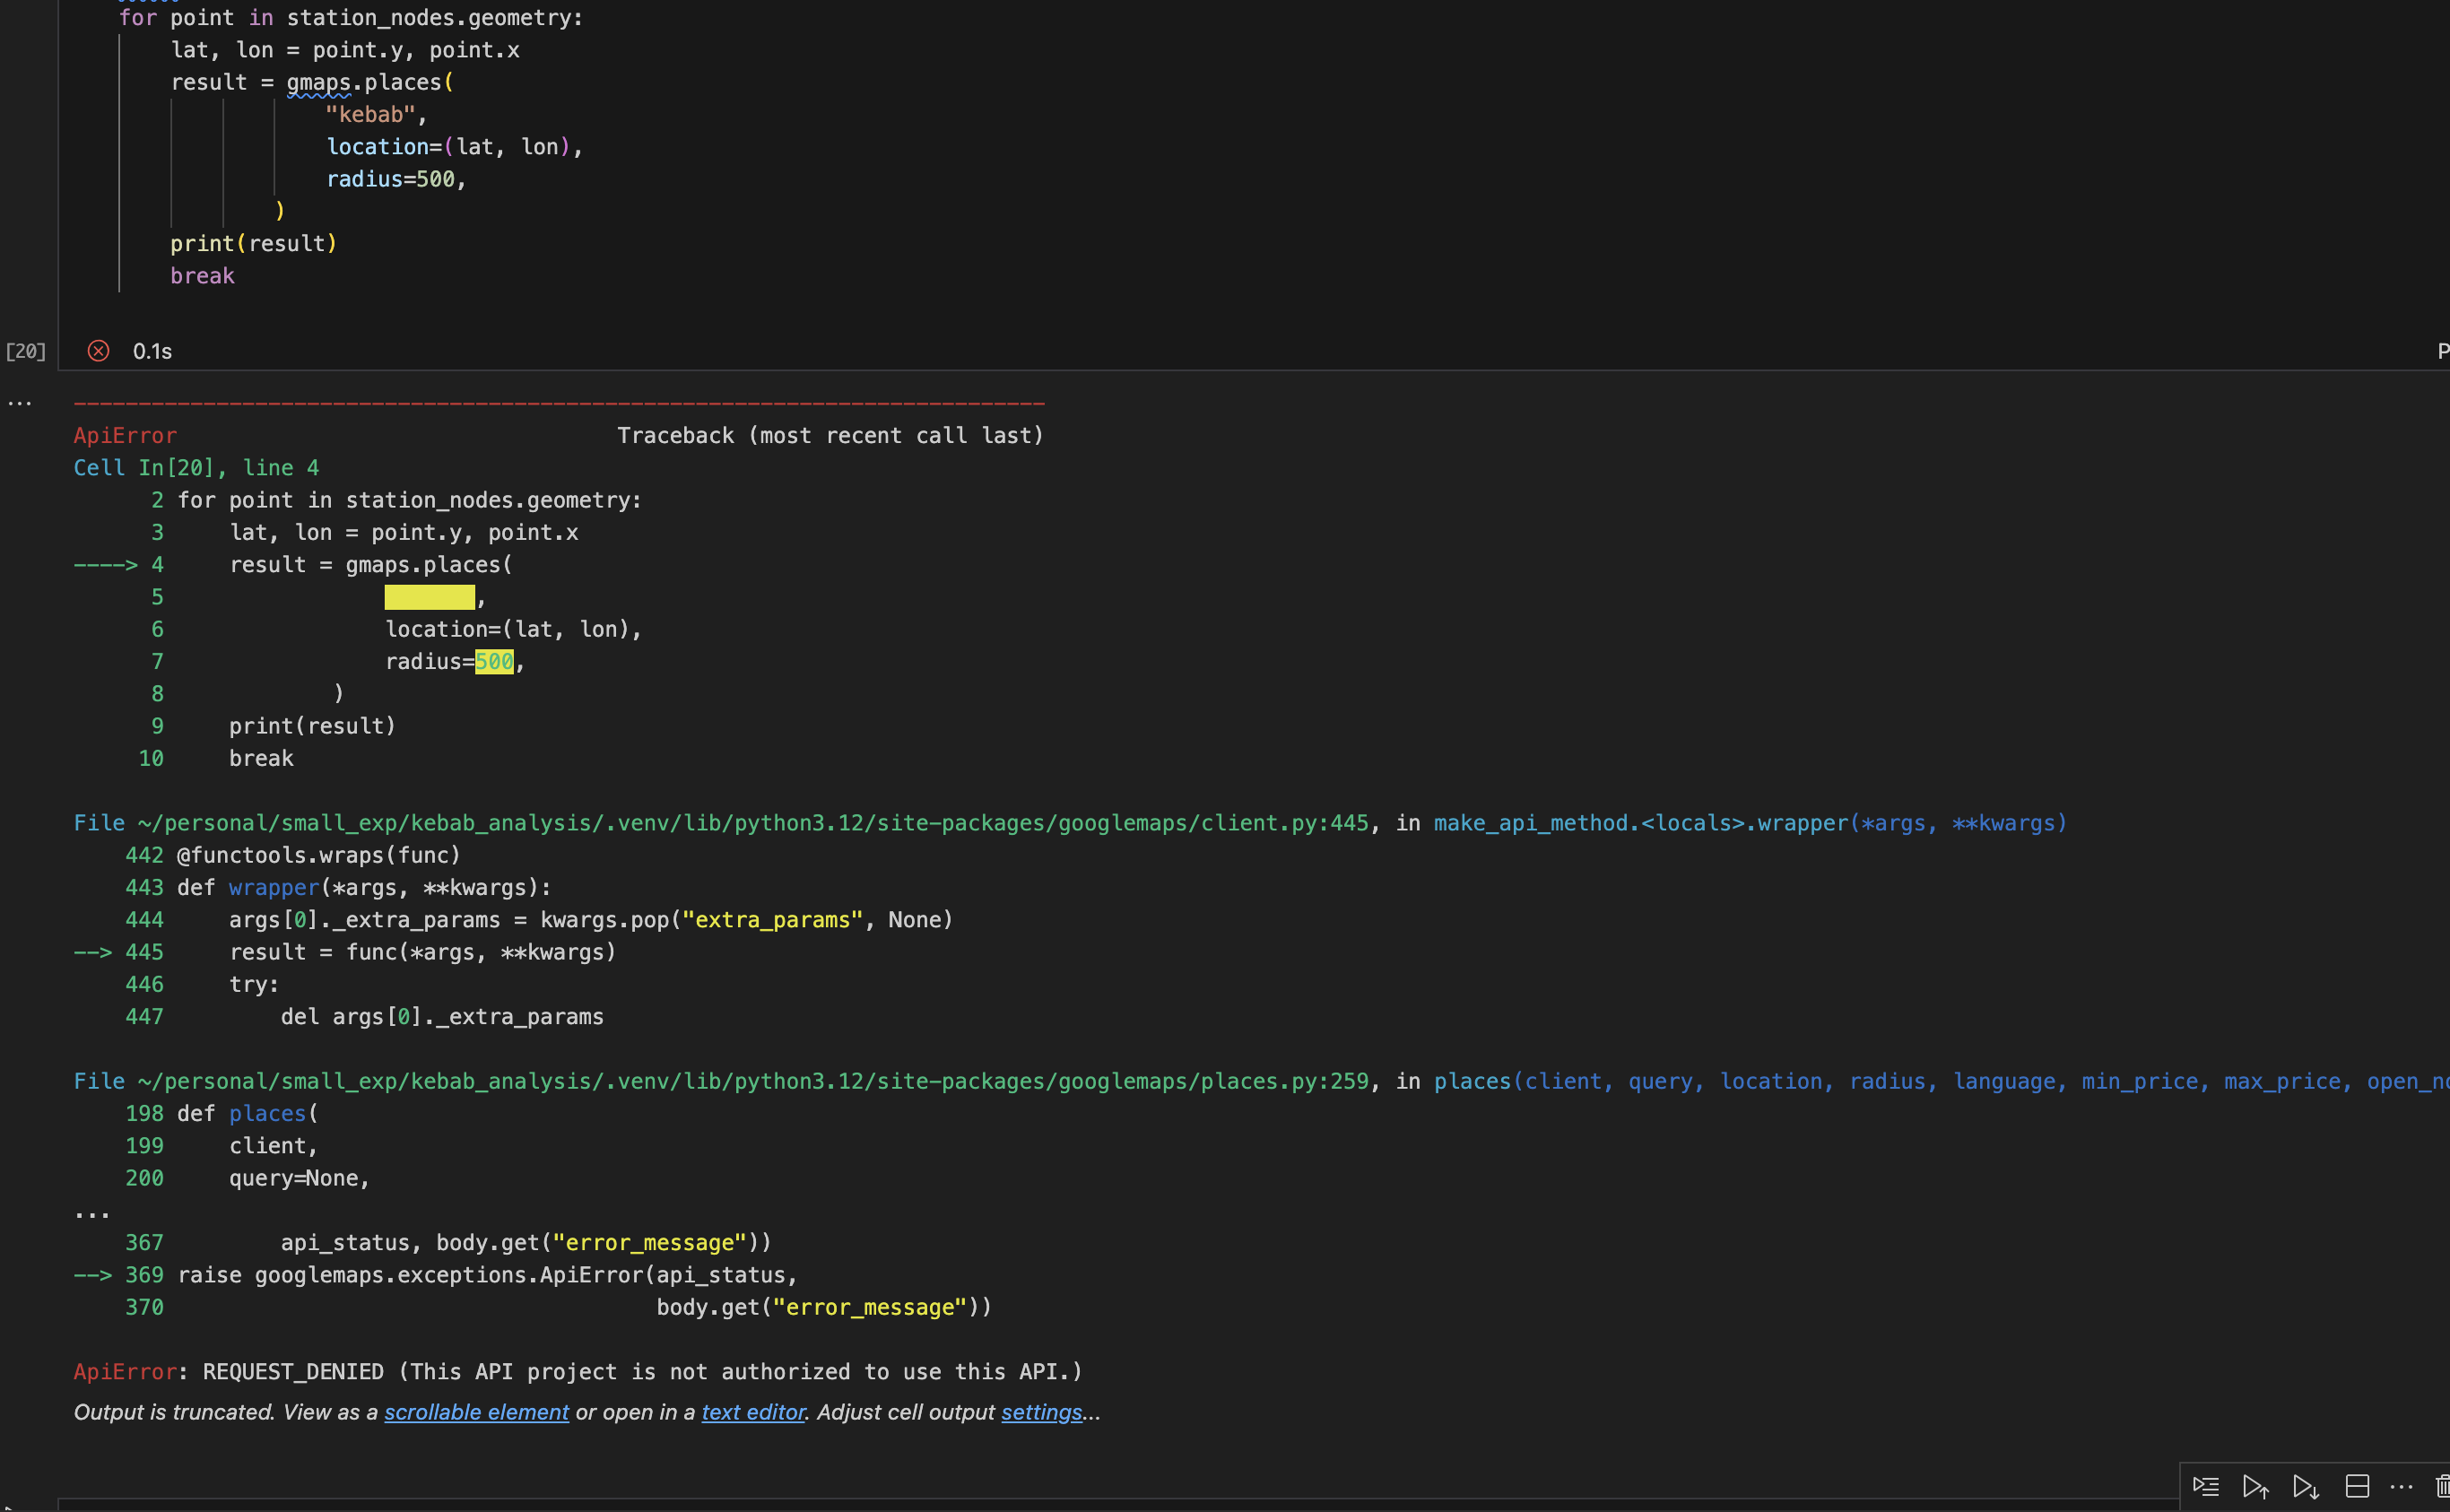 for point in station_nodes.geometry:
    lat, lon = point.y, point.x
    result = gmaps.places(
                "kebab",
                location=(lat, lon),
                radius=500,
            )
    print(result)
    break
[20]
0.1s
P
...
---------------------------------------------------------------------------
ApiError                                  Traceback (most recent call last)
Cell In[20], line 4
      2 for point in station_nodes.geometry:
      3     lat, lon = point.y, point.x
----> 4     result = gmaps.places(
      5                 ,
      6                 location=(lat, lon),
      7                 radius=500,
      8             )
      9     print(result)
     10     break
File ~/personal/small_exp/kebab_analysis/.venv/lib/python3.12/site-packages/googlemaps/client.py:445, in make_api_method.<locals>.wrapper(*args, **kwargs)
    442 @functools.wraps(func)
    443 def wrapper(*args, **kwargs):
    444     args[0]._extra_params = kwargs.pop("extra_params", None)
--> 445     result = func(*args, **kwargs)
    446     try:
    447         del args[0]._extra_params
File ~/personal/small_exp/kebab_analysis/.venv/lib/python3.12/site-packages/googlemaps/places.py:259, in places(client, query, location, radius, language, min_price, max_price,
    198 def places(
    199     client,
    200     query=None,
...
    367         api_status, body.get("error_message"))
--> 369 raise googlemaps.exceptions.ApiError(api_status,
    370                                      body.get("error_message"))
ApiError: REQUEST_DENIED (This API project is not authorized to use this API.)
Output is truncated. View as a scrollable element or open in a text editor. Adjust cell output settings...